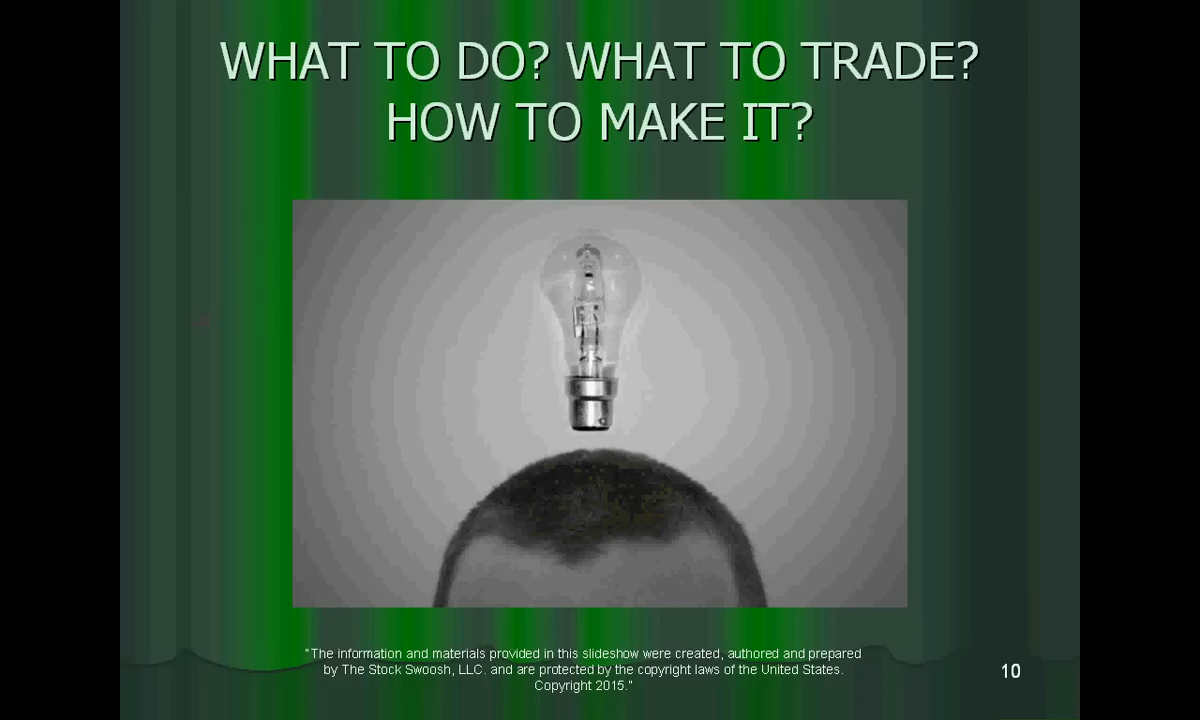 WHAT TO DO? WHAT TO TRADE?
HOW TO MAKE IT?
"The information and materials provided in this slideshow were created, authored and prepared
by The Stock Swoosh, LLC. and are protected by the copyright laws of the United States.
Copyright 2015."
10